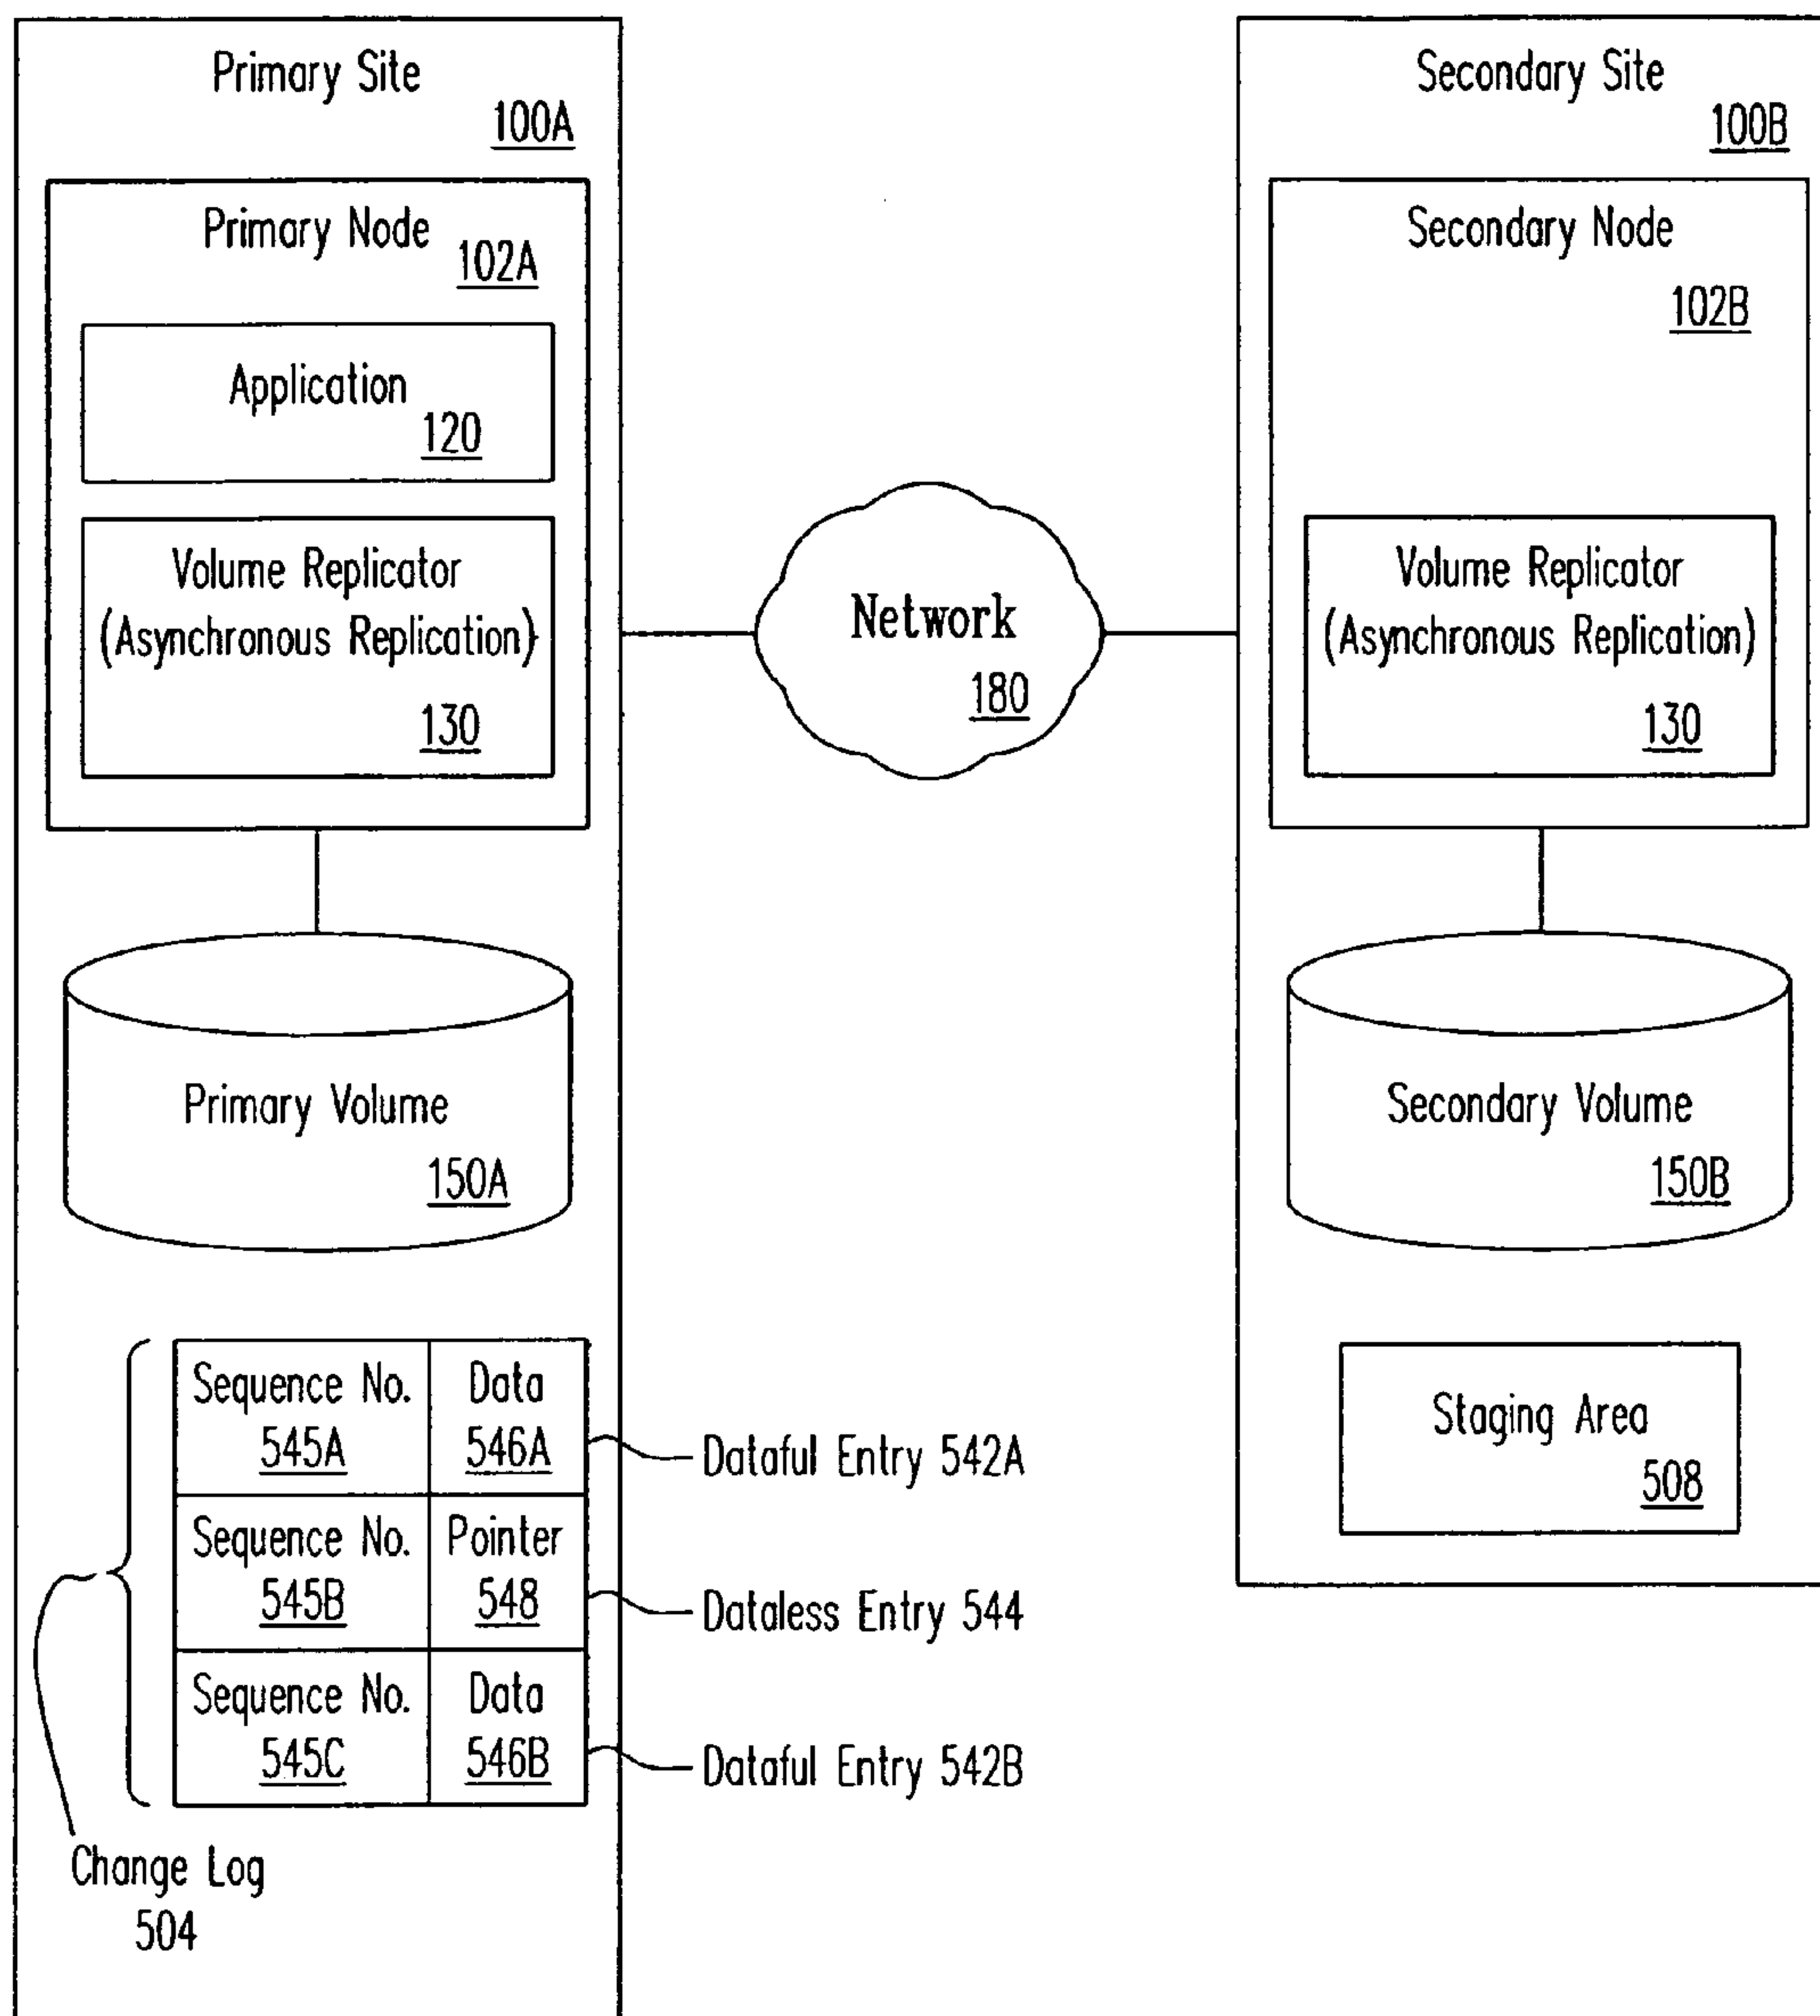 Primary Site
100A
Primary Node
102A
Application
120
Volume Replicator
(Asynchronous Replication)
130
Primary Volume
150A
Sequence No.
545A
Data
546A
Dataful Entry 542A
Sequence No.
545B
Pointer
548
Dataless Entry 544
Sequence No.
545C
Data
546B
Dataful Entry 542B
Change Log
504
Network
180
Secondary Site
100B
Secondary Node
102B
Volume Replicator
(Asynchronous Replication)
130
Secondary Volume
150B
Staging Area
508